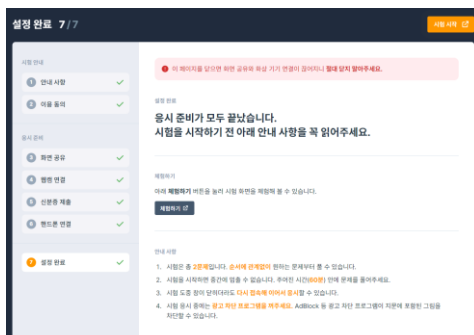 설정 완료 7/7
시험 시작
시험 안내
1 안내 사항
2 이용 동의
응시 준비
3 화면 공유
4 웹캠 연결
5 신분증 제출
6 핸드폰 연결
7 설정 완료
이 페이지를 닫으면 화면 공유와 화상 기기 연결이 끊어지니 절대 닫지 말아주세요.
설정 완료
응시 준비가 모두 끝났습니다.
시험을 시작하기 전 아래 안내 사항을 꼭 읽어주세요.
체험하기
아래 체험하기 버튼을 눌러 시험 화면을 체험해 볼 수 있습니다.
체험하기
안내 사항
1. 시험은 총 2문제입니다. 순서에 관계없이 원하는 문제부터 풀 수 있습니다.
2. 시험을 시작하면 중간에 멈출 수 없습니다. 주어진 시간(60분) 안에 문제를 풀어주세요.
3. 시험 도중 창이 닫히더라도 다시 접속해 이어서 응시할 수 있습니다.
4. 시험 응시 중에는 광고 차단 프로그램을 꺼주세요. AdBlock 등 광고 차단 프로그램이 지문에 포함된 그림을
차단할 수 있습니다.